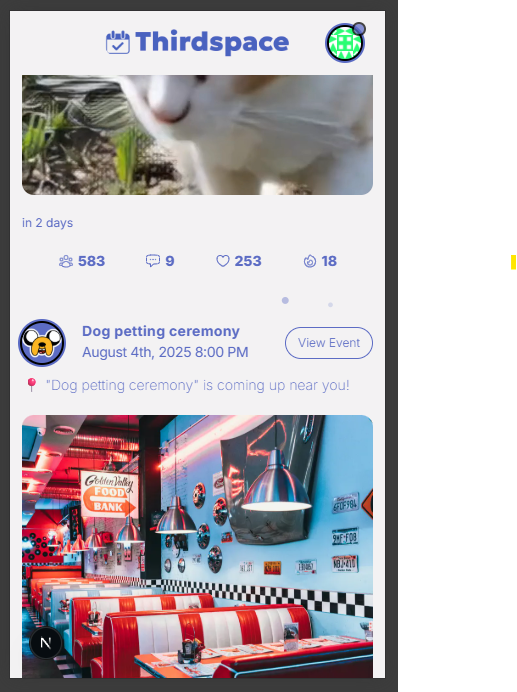 Thirdspace
in 2 days
583 9 253 18
Dog petting ceremony
August 4th, 2025 8:00 PM
View Event
📍 "Dog petting ceremony" is coming up near you!
Golden Valley
FOOD
BANK
N